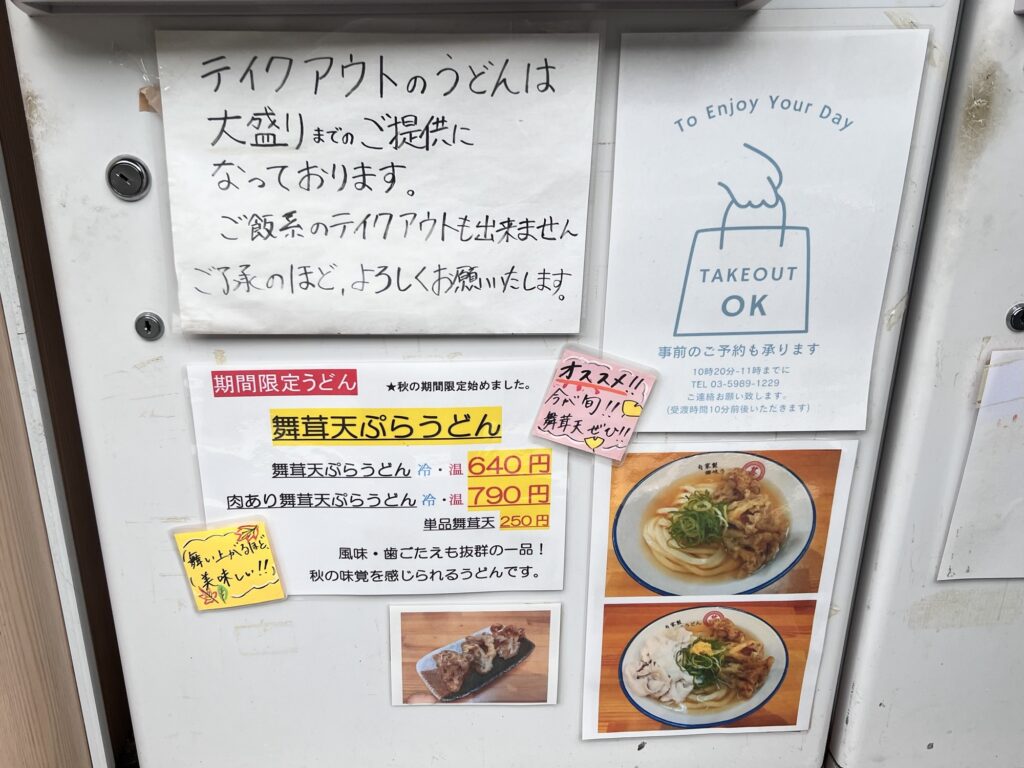 テイクアウトのうどんは
大盛りまでのご提供に
なっております。
ご飯系のテイクアウトも出来ません
ご了承のほど、よろしくお願いいたします。
To Enjoy Your Day
TAKEOUT
OK
事前のご予約も承ります
10時20分-11時までに
TEL 03-5969-1229
ご連絡お願い致します。
(受渡時間10分前後いただきます)
期間限定うどん
★秋の期間限定始めました。
舞茸天ぷらうどん
舞茸天ぷらうどん 冷・温 640円
肉あり舞茸天ぷらうどん 冷・温 790円
単品舞茸天 250円
風味・歯ごたえも抜群の一品!
秋の味覚を感じられるうどんです。
オススメ!!
今が旬!!
舞茸天ぜひ!!
舞い上がるほど、
美味しい!!
自家製
自家製
うどん